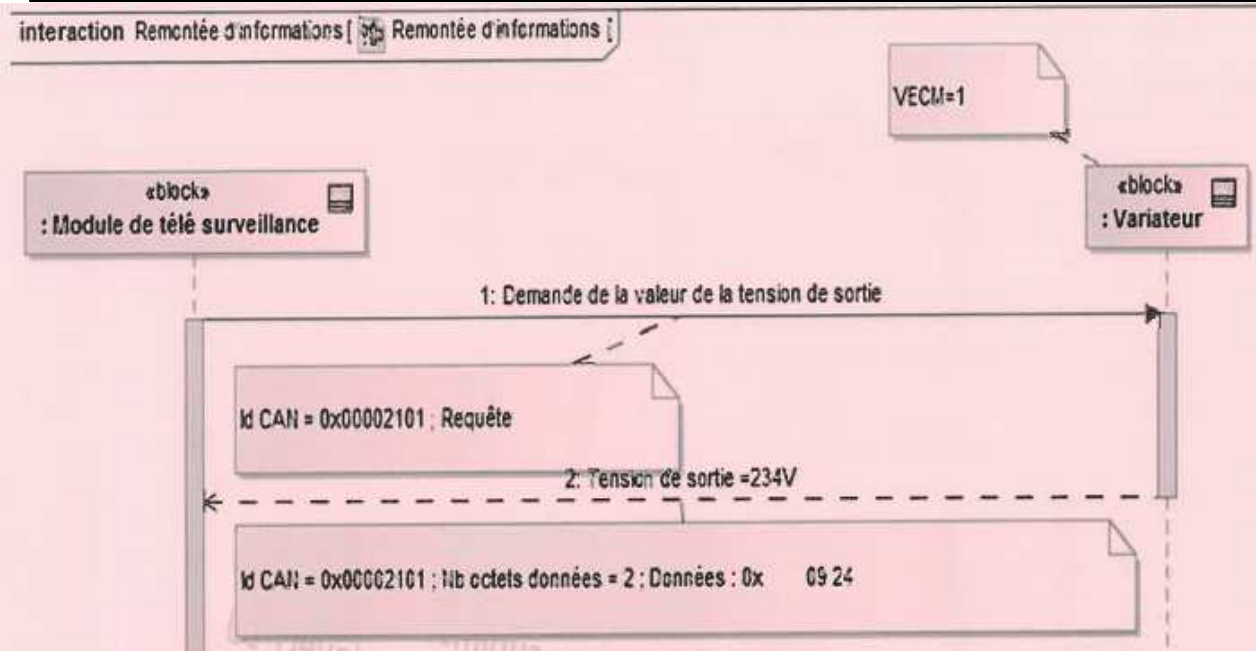 interaction Remontée d'informations [ Remontée d'informations ]
VECM=1
«block»
: Module de télé surveillance
«block»
: Variateur
1: Demande de la valeur de la tension de sortie
Id CAN = 0x00002101 ; Requête
2: Tension de sortie =234V
Id CAN = 0x00002101 ; Nb octets données = 2 ; Données : 0x 09 24